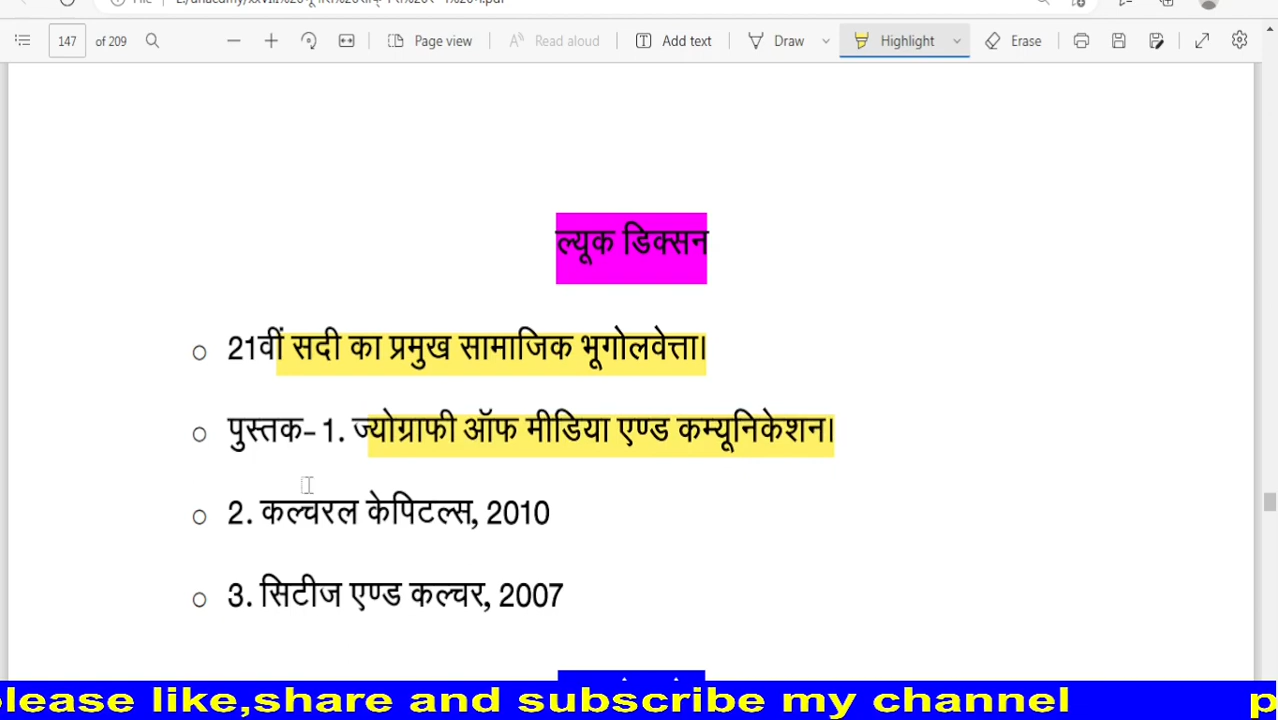 147 of 209
Page view
Read aloud
Add text
Draw
Highlight
Erase
ल्यूक डिक्सन
21वीं सदी का प्रमुख सामाजिक भूगोलवेत्ता।
पुस्तक- 1. ज्योग्राफी ऑफ मीडिया एण्ड कम्यूनिकेशन।
2. कल्चरल केपिटल्स, 2010
3. सिटीज एण्ड कल्चर, 2007
lease like,share and subscribe my channel p